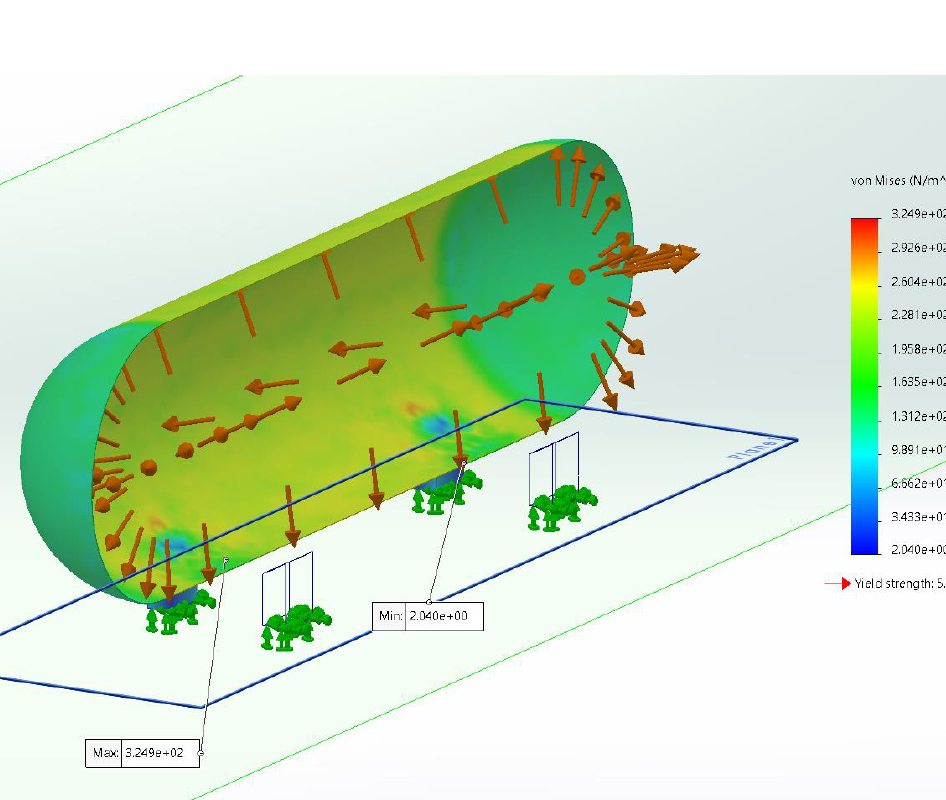 von Mises (N/m^
3.249e+02
2.926e+02
2.604e+02
2.281e+02
1.958e+02
1.635e+02
1.312e+02
9.891e+01
6.662e+01
3.433e+01
2.040e+00
Yield strength: 5.
Plane1
Min: 2.040e+00
Max: 3.249e+02